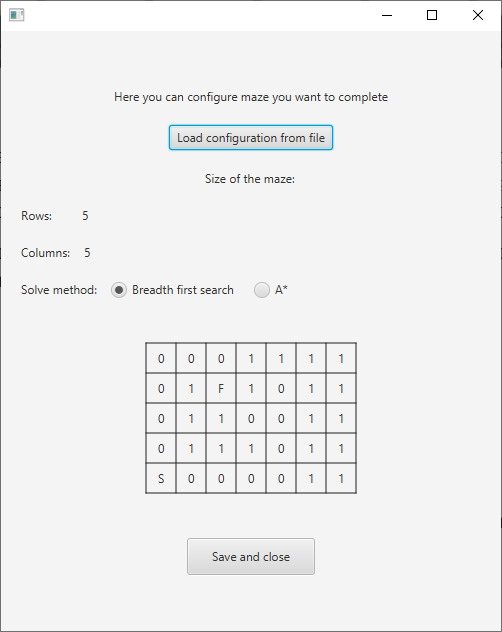 Here you can configure maze you want to complete
Load configuration from file
Size of the maze:
Rows: 5
Columns: 5
Solve method: Breadth first search A*
0 0 0 1 1 1 1
0 1 F 1 0 1 1
0 1 1 0 0 1 1
0 1 1 1 0 1 1
S 0 0 0 0 1 1
Save and close